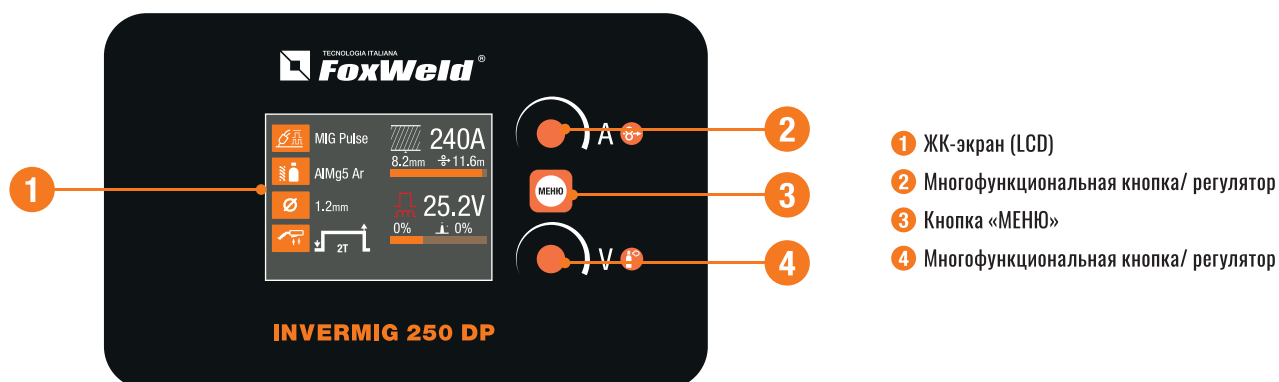 TECNOLOGIA ITALIANA
FoxWeld®
MIG Pulse
240A
8.2mm 11.6m
AlMg5 Ar
1.2mm
25.2V
0% 0%
2T
A
МЕНЮ
V
INVERMIG 250 DP
1
2
3
4
1 ЖК-экран (LCD)
2 Многофункциональная кнопка/ регулятор
3 Кнопка «МЕНЮ»
4 Многофункциональная кнопка/ регулятор